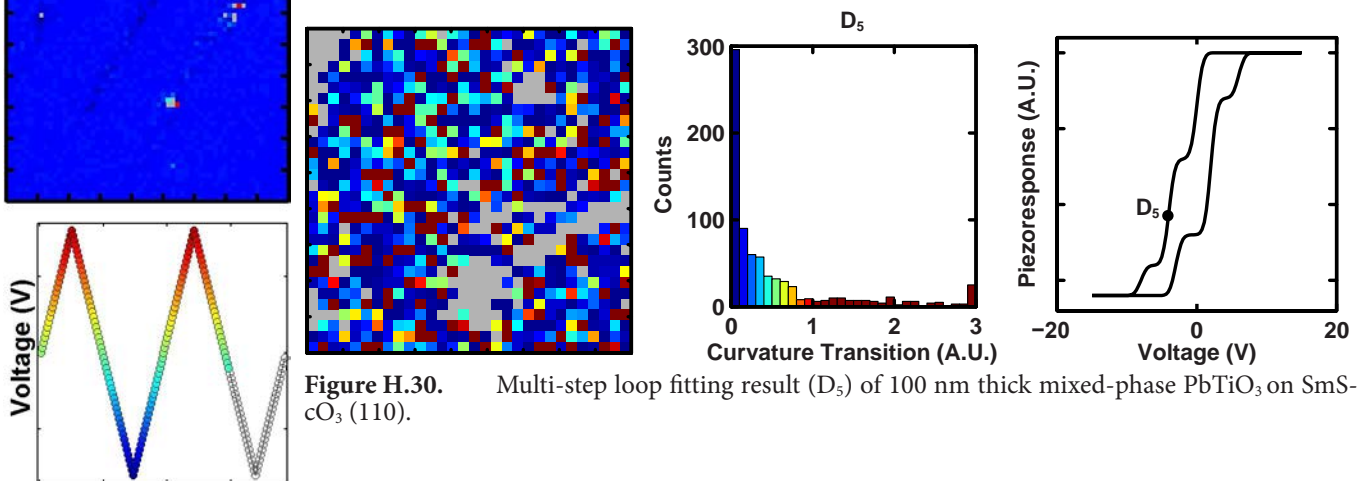 Voltage (V)
D₅
Counts
300
200
100
0
0
1
2
3
Curvature Transition (A.U.)
Piezoresponse (A.U.)
D₅
−20
0
20
Voltage (V)
Figure H.30. Multi-step loop fitting result (D₅) of 100 nm thick mixed-phase PbTiO₃ on SmS-
cO₃ (110).